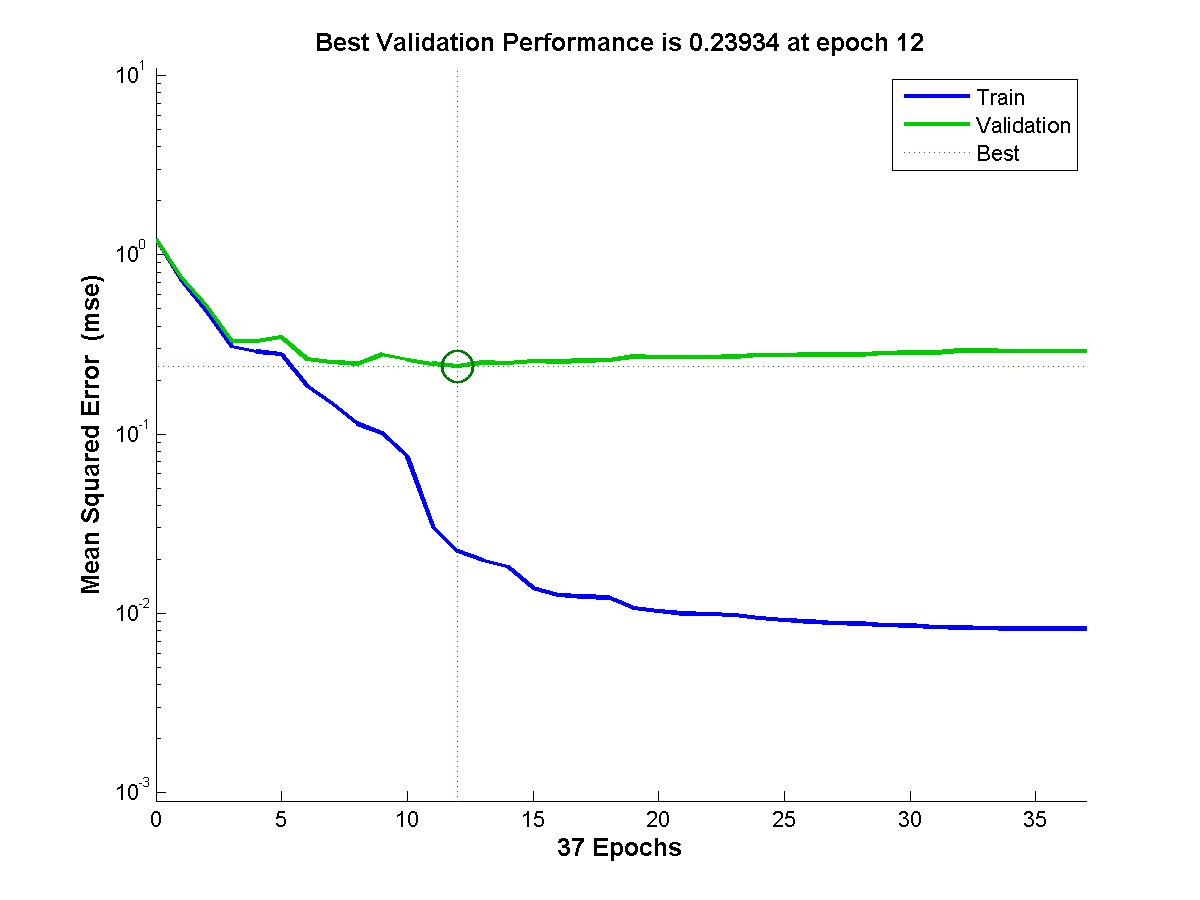 Best Validation Performance is 0.23934 at epoch 12
Train
Validation
Best
10^1
10^0
10^-1
10^-2
10^-3
Mean Squared Error (mse)
0 5 10 15 20 25 30 35
37 Epochs